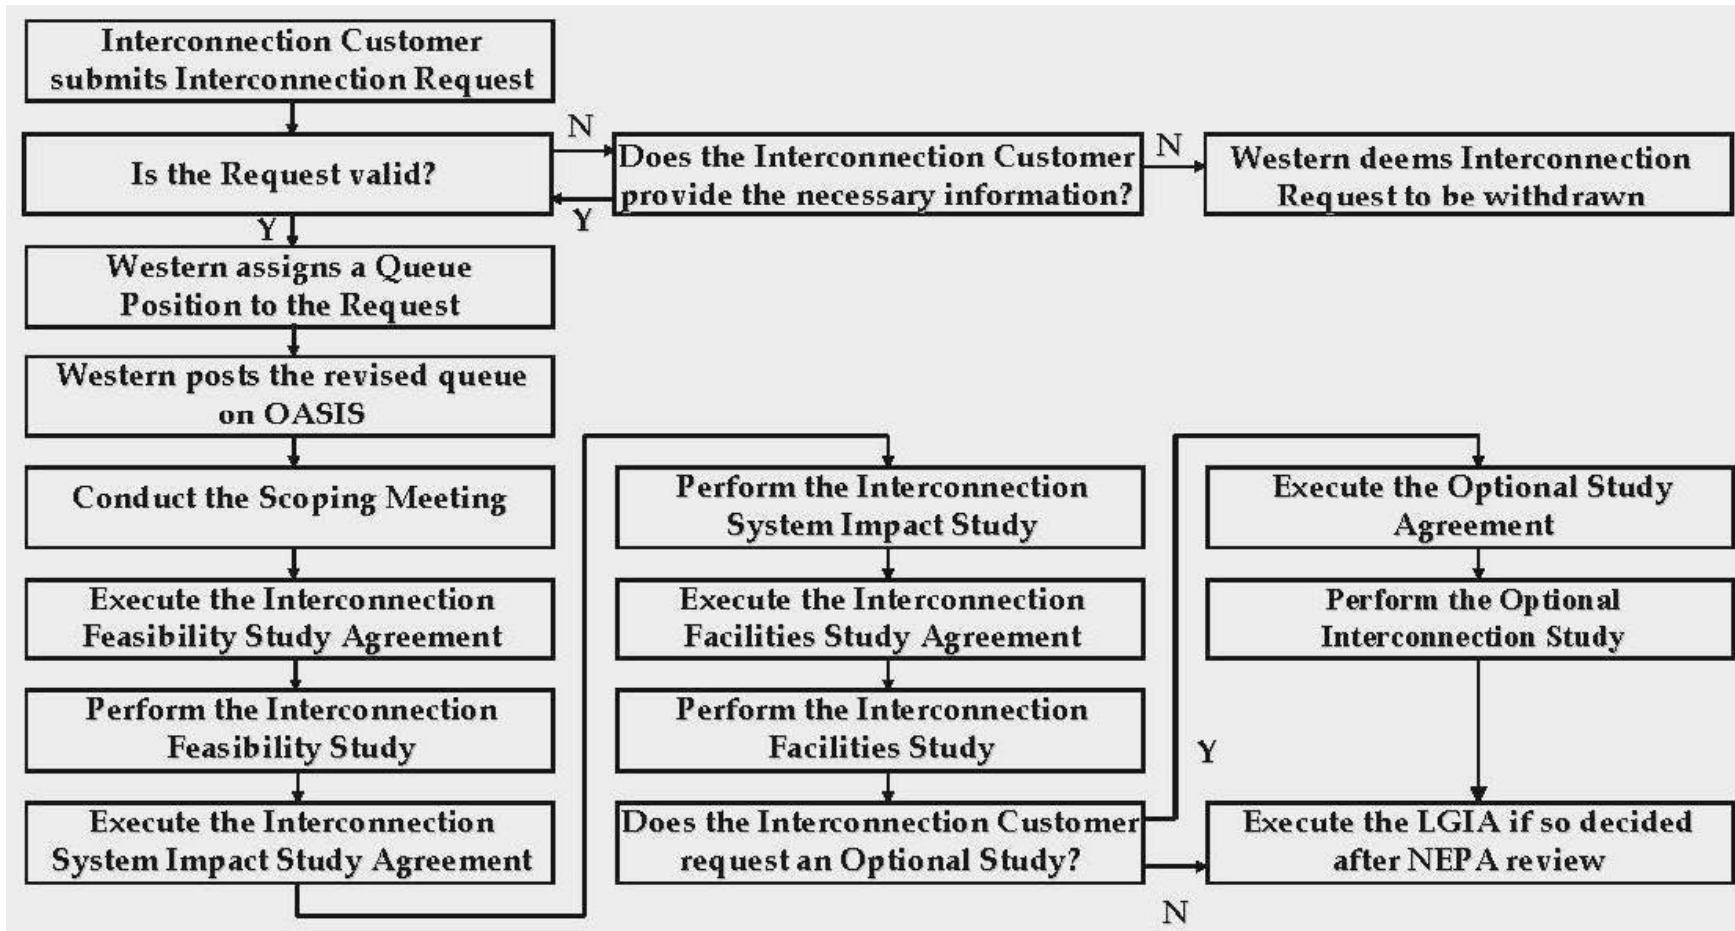 Interconnection Customer
submits Interconnection Request
Is the Request valid?
N
Y
Does the Interconnection Customer
provide the necessary information?
N
Western deems Interconnection
Request to be withdrawn
Y
Western assigns a Queue
Position to the Request
Western posts the revised queue
on OASIS
Conduct the Scoping Meeting
Execute the Interconnection
Feasibility Study Agreement
Perform the Interconnection
Feasibility Study
Execute the Interconnection
System Impact Study Agreement
Perform the Interconnection
System Impact Study
Execute the Interconnection
Facilities Study Agreement
Perform the Interconnection
Facilities Study
Does the Interconnection Customer
request an Optional Study?
Y
N
Execute the Optional Study
Agreement
Perform the Optional
Interconnection Study
Execute the LGIA if so decided
after NEPA review